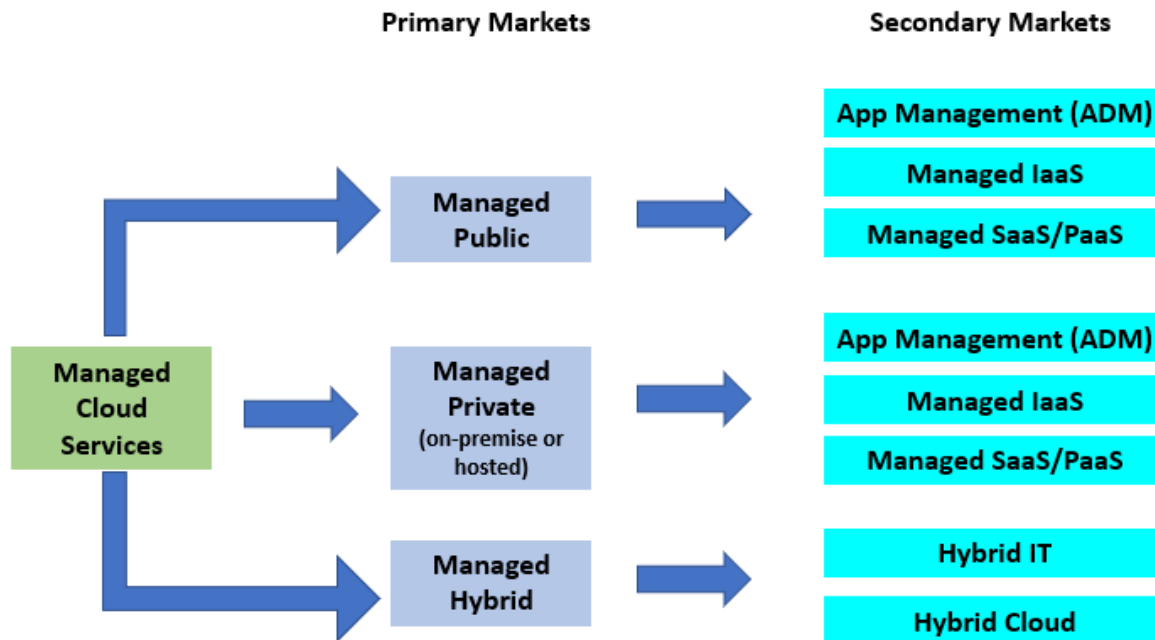 Primary Markets
Secondary Markets
App Management (ADM)
Managed IaaS
Managed SaaS/PaaS
Managed
Public
Managed
Cloud
Services
Managed
Private
(on-premise or
hosted)
App Management (ADM)
Managed IaaS
Managed SaaS/PaaS
Managed
Hybrid
Hybrid IT
Hybrid Cloud